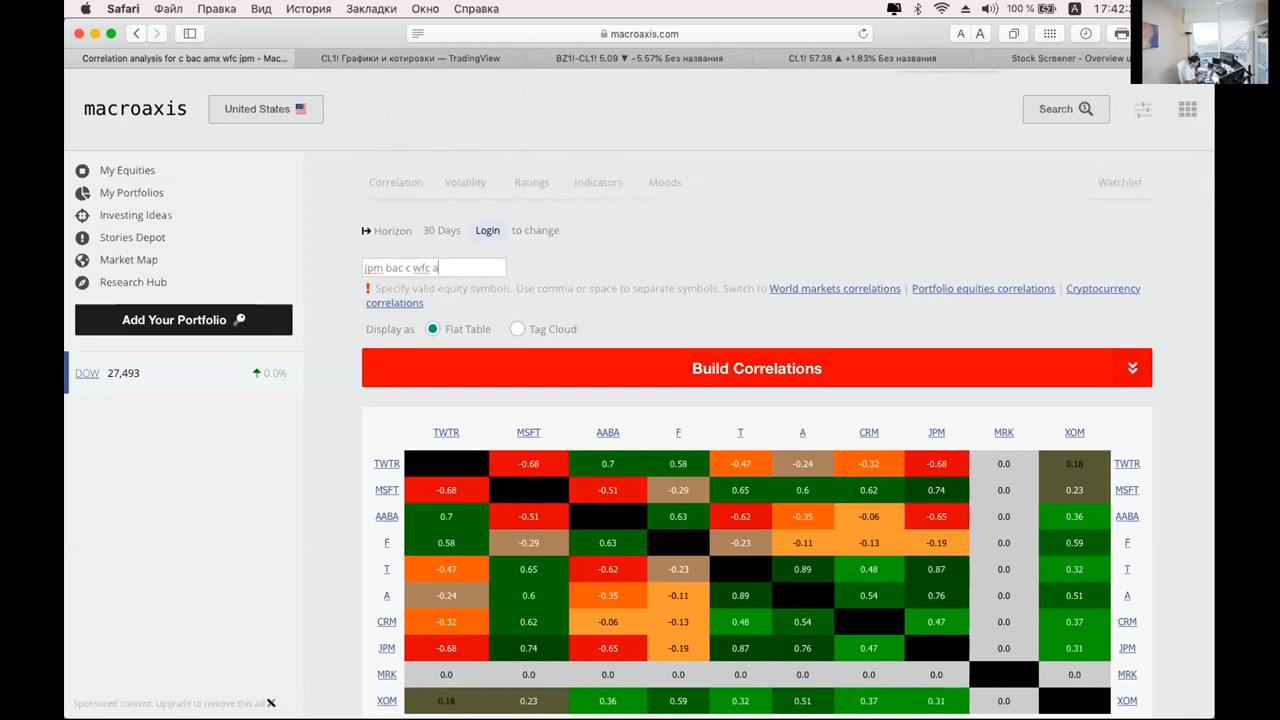 Safari Файл Правка Вид История Закладки Окно Справка 100 % A Пт 17:42:
macroaxis.com
A A
Correlation analysis for c bac amx wfc jpm - Mac... CL1! Графики и котировки — TradingView BZ1!-CL1! 5.09 ▼ −5.57% Без названия CL1! 57.38 ▲ +1.83% Без названия Stock Screener - Overview u
macroaxis United States Search
My Equities
My Portfolios
Investing Ideas
Stories Depot
Market Map
Research Hub
Add Your Portfolio
DOW 27,493 0.0%
Correlation Volatility Ratings Indicators Moods Watchlist
Horizon 30 Days Login to change
jpm bac c wfc a
Specify valid equity symbols. Use comma or space to separate symbols. Switch to World markets correlations | Portfolio equities correlations | Cryptocurrency
correlations
Display as Flat Table Tag Cloud
Build Correlations
TWTR MSFT AABA F T A CRM JPM MRK XOM
TWTR -0.68 0.7 0.58 -0.47 -0.24 -0.32 -0.68 0.0 0.18 TWTR
MSFT -0.68 -0.51 -0.29 0.65 0.6 0.62 0.74 0.0 0.23 MSFT
AABA 0.7 -0.51 0.63 -0.62 -0.35 -0.06 -0.65 0.0 0.36 AABA
F 0.58 -0.29 0.63 -0.23 -0.11 -0.13 -0.19 0.0 0.59 F
T -0.47 0.65 -0.62 -0.23 0.89 0.48 0.87 0.0 0.32 T
A -0.24 0.6 -0.35 -0.11 0.89 0.54 0.76 0.0 0.51 A
CRM -0.32 0.62 -0.06 -0.13 0.48 0.54 0.47 0.0 0.37 CRM
JPM -0.68 0.74 -0.65 -0.19 0.87 0.76 0.47 0.0 0.31 JPM
MRK 0.0 0.0 0.0 0.0 0.0 0.0 0.0 0.0 0.0 MRK
XOM 0.18 0.23 0.36 0.59 0.32 0.51 0.37 0.31 0.0 XOM
Sponsored content. Upgrade to remove this ad